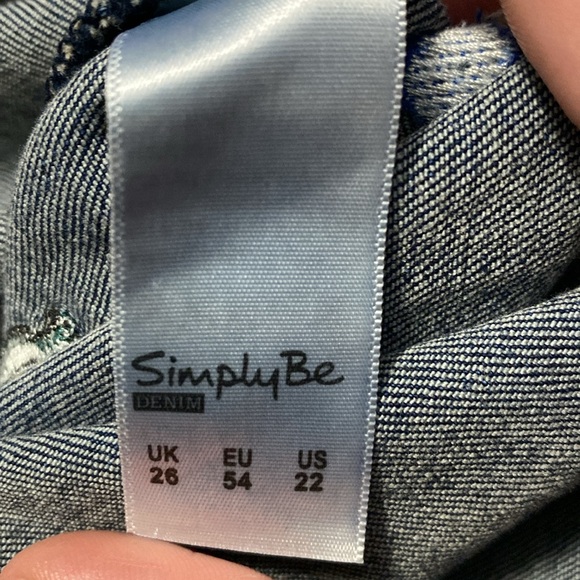 SimplyBe
DENIM
UK EU US
26 54 22